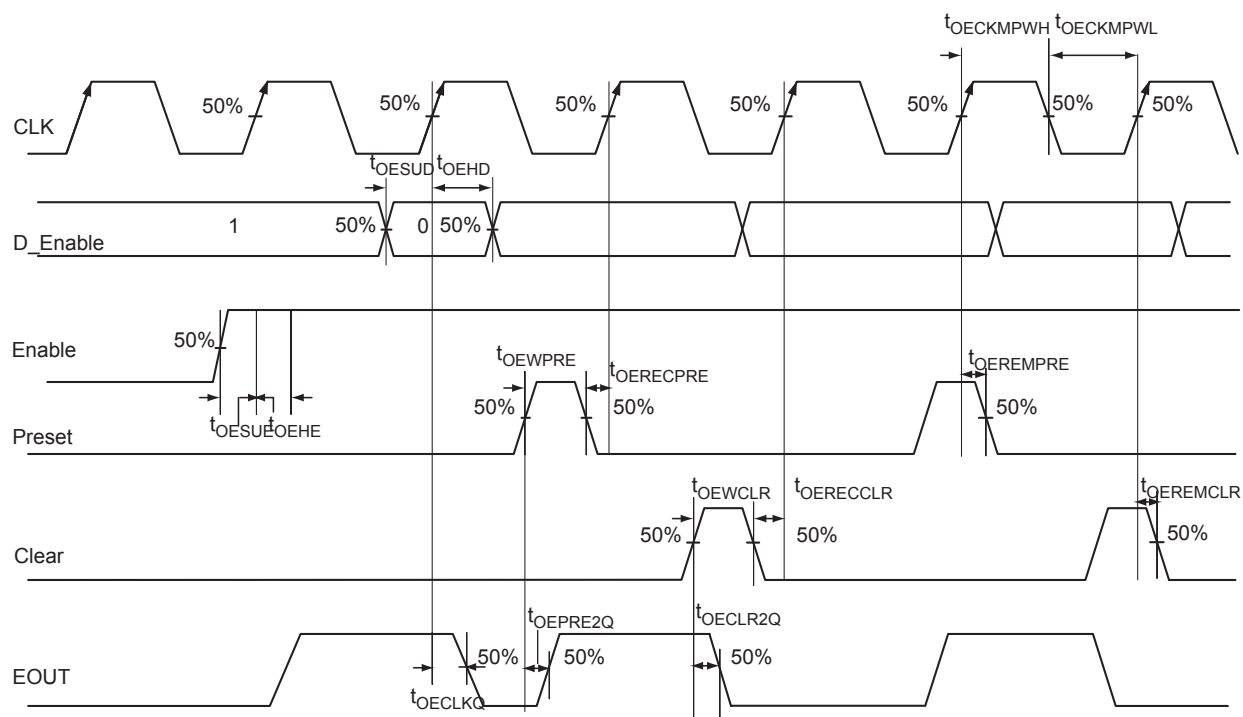 tOECKMPWH tOECKMPWL
50% 50% 50% 50% 50% 50% 50%
CLK
tOESUD tOEHD
1 50% 0 50%
D_Enable
50%
Enable
tOEWPRE tOERECPRE tOEREMPRE
50% 50% 50%
tOESUE tOEHE
Preset
tOEWCLR tOERECCLR tOEREMCLR
50% 50% 50%
Clear
tOEPRE2Q tOECLR2Q
50% 50% 50%
EOUT
tOECLKQ